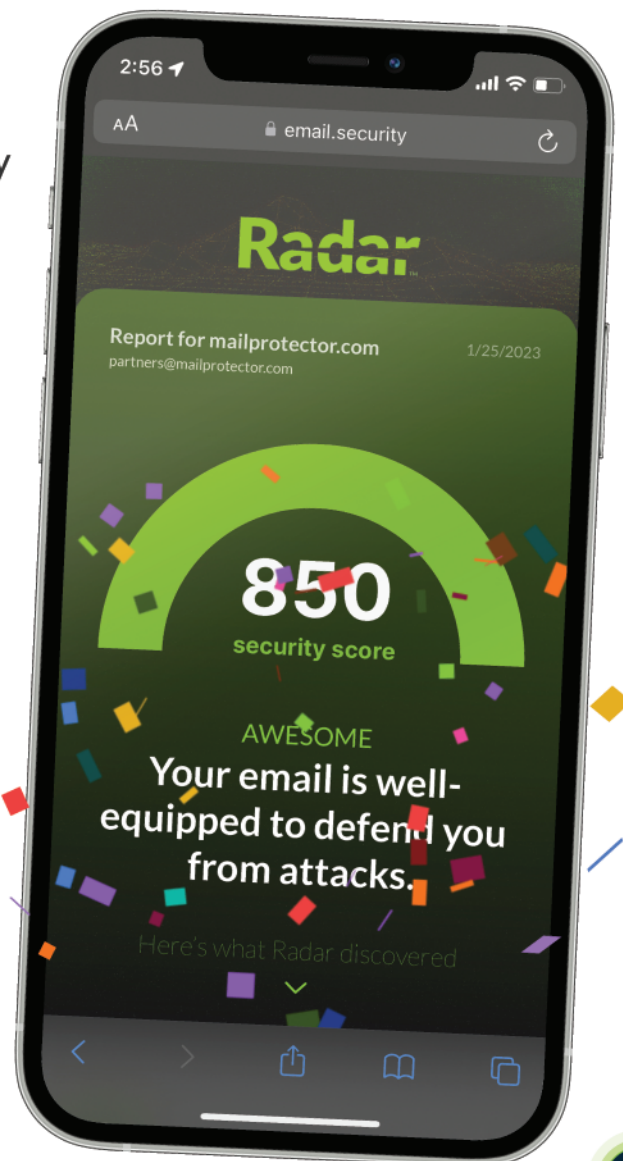 y
2:56
AA
email.security
Radar
Report for mailprotector.com
1/25/2023
partners@mailprotector.com
850
security score
AWESOME
Your email is well-
equipped to defend you
from attacks.
Here's what Radar discovered